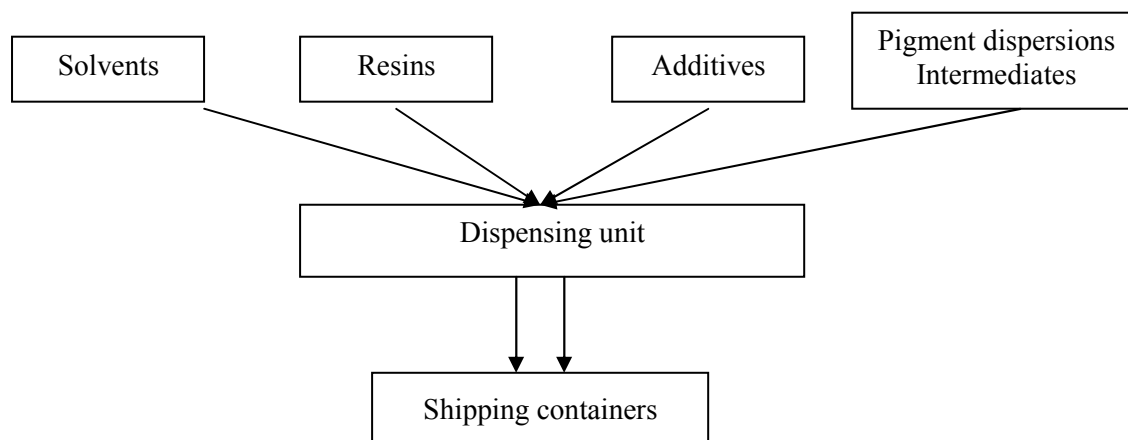 Solvents
Resins
Additives
Pigment dispersions
Intermediates
Dispensing unit
Shipping containers